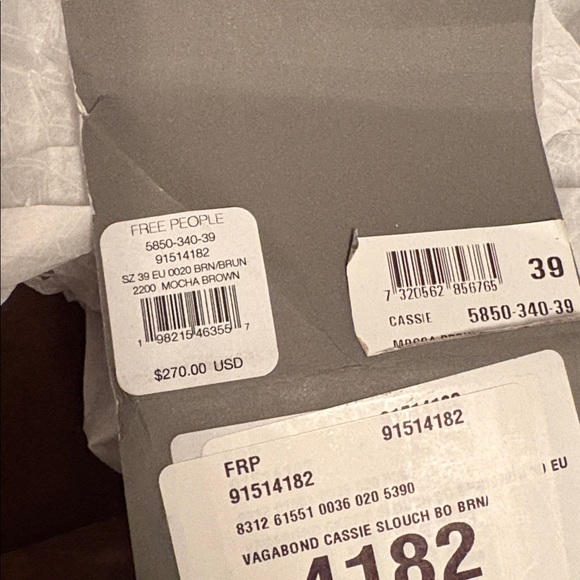 FREE PEOPLE
5850-340-39
91514182
SZ 39 EU 0020 BRN/BRUN
2200 MOCHA BROWN
1 98215 46355 7
$270.00 USD
7 320562 856765
39
CASSIE 5850-340-39
91514182
FRP
91514182
8312 61551 0036 020 5390
EU
VAGABOND CASSIE SLOUCH BO BRN/
4182